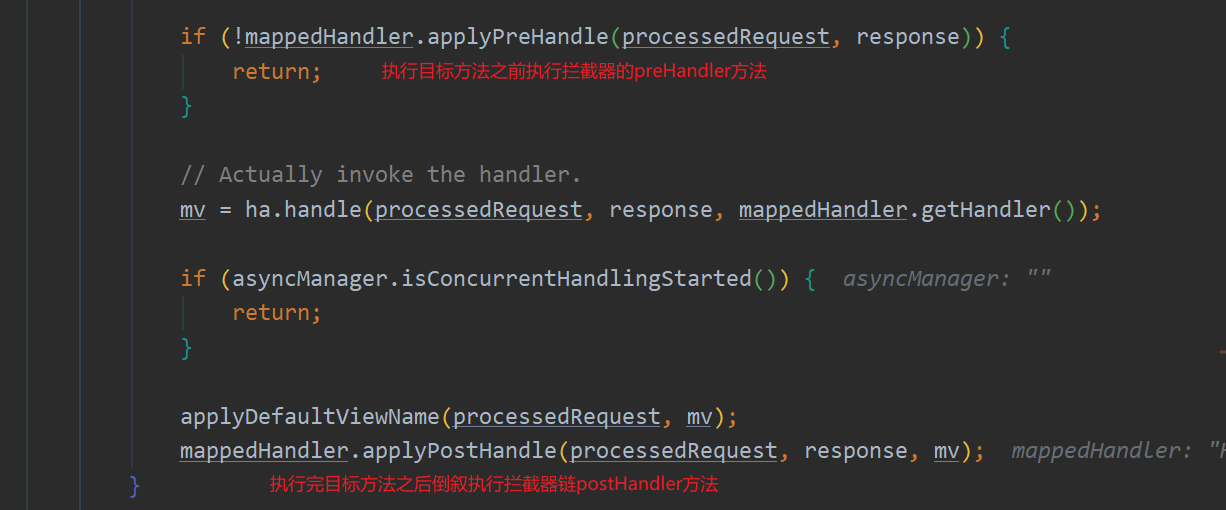 if (!mappedHandler.applyPreHandle(processedRequest, response)) {
return; 执行目标方法之前执行拦截器的preHandler方法
}
// Actually invoke the handler.
mv = ha.handle(processedRequest, response, mappedHandler.getHandler());
if (asyncManager.isConcurrentHandlingStarted()) { asyncManager: ""
return;
}
applyDefaultViewName(processedRequest, mv);
mappedHandler.applyPostHandle(processedRequest, response, mv); mappedHandler: "
} 执行完目标方法之后倒叙执行拦截器链postHandler方法